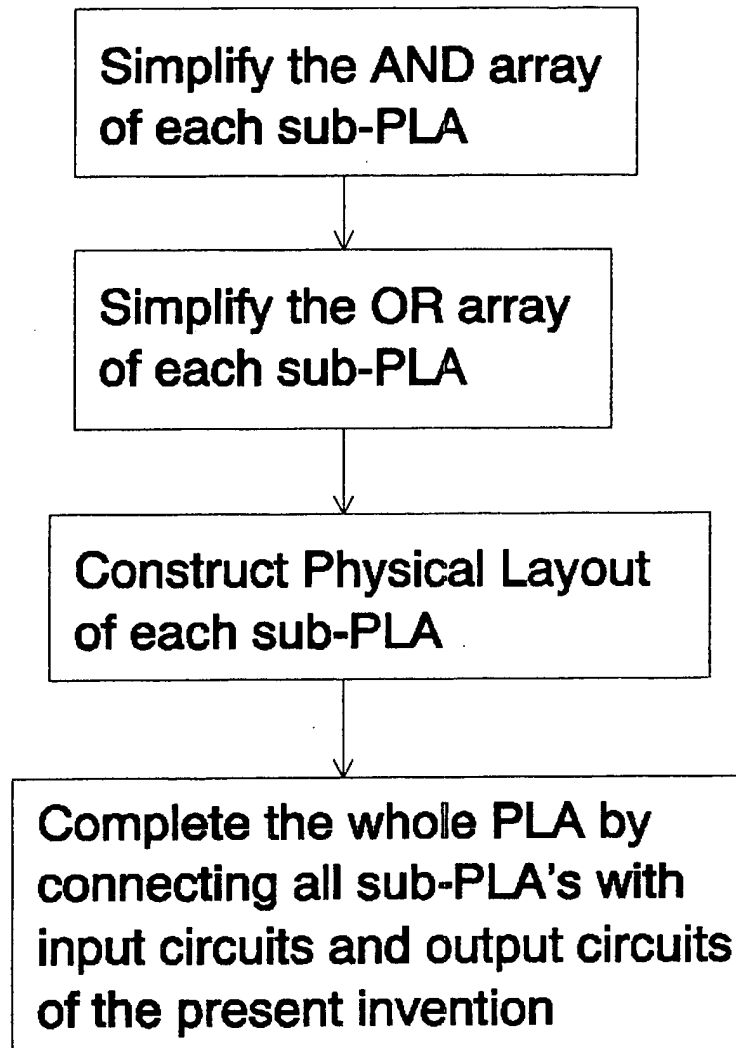 Simplify the AND array
of each sub-PLA
Simplify the OR array
of each sub-PLA
Construct Physical Layout
of each sub-PLA
Complete the whole PLA by
connecting all sub-PLA's with
input circuits and output circuits
of the present invention